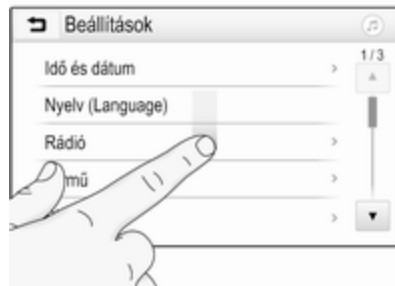 Beállítások
1/3
Idő és dátum
Nyelv (Language)
Rádió